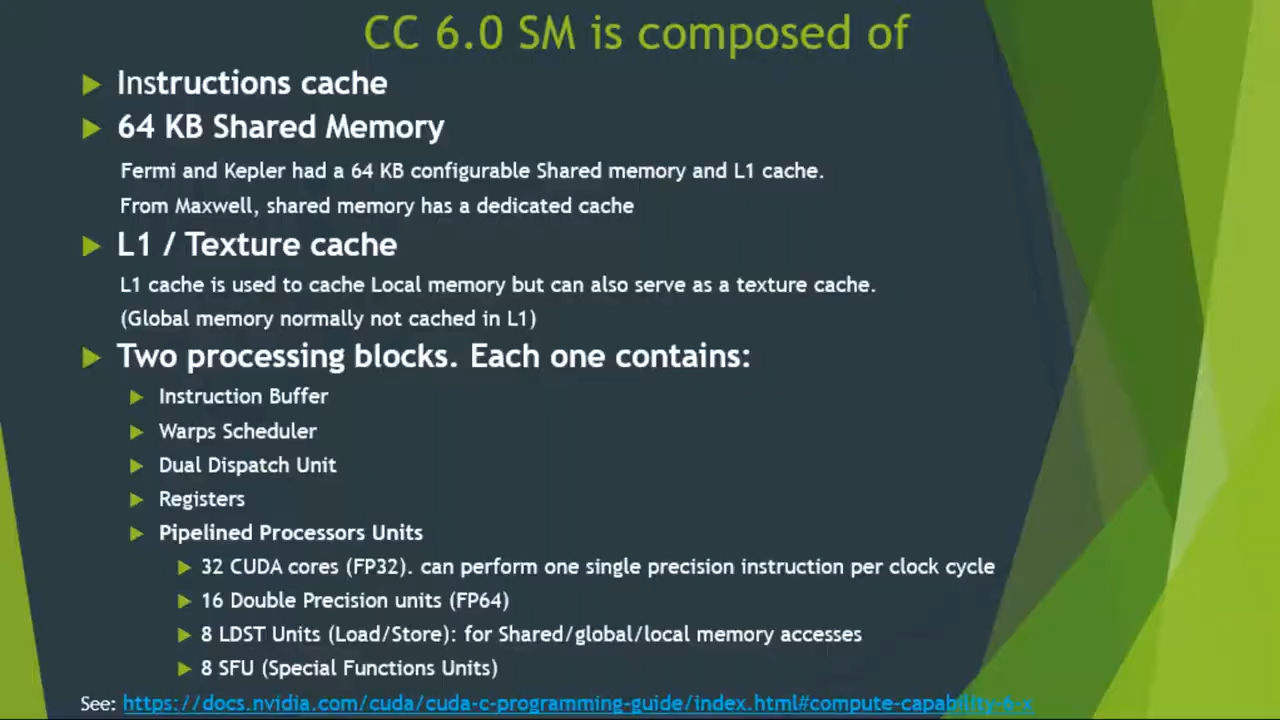 CC 6.0 SM is composed of
Instructions cache
64 KB Shared Memory
Fermi and Kepler had a 64 KB configurable Shared memory and L1 cache.
From Maxwell, shared memory has a dedicated cache
L1 / Texture cache
L1 cache is used to cache Local memory but can also serve as a texture cache.
(Global memory normally not cached in L1)
Two processing blocks. Each one contains:
Instruction Buffer
Warps Scheduler
Dual Dispatch Unit
Registers
Pipelined Processors Units
32 CUDA cores (FP32). can perform one single precision instruction per clock cycle
16 Double Precision units (FP64)
8 LDST Units (Load/Store): for Shared/global/local memory accesses
8 SFU (Special Functions Units)
See: https://docs.nvidia.com/cuda/cuda-c-programming-guide/index.html#compute-capability-6-x